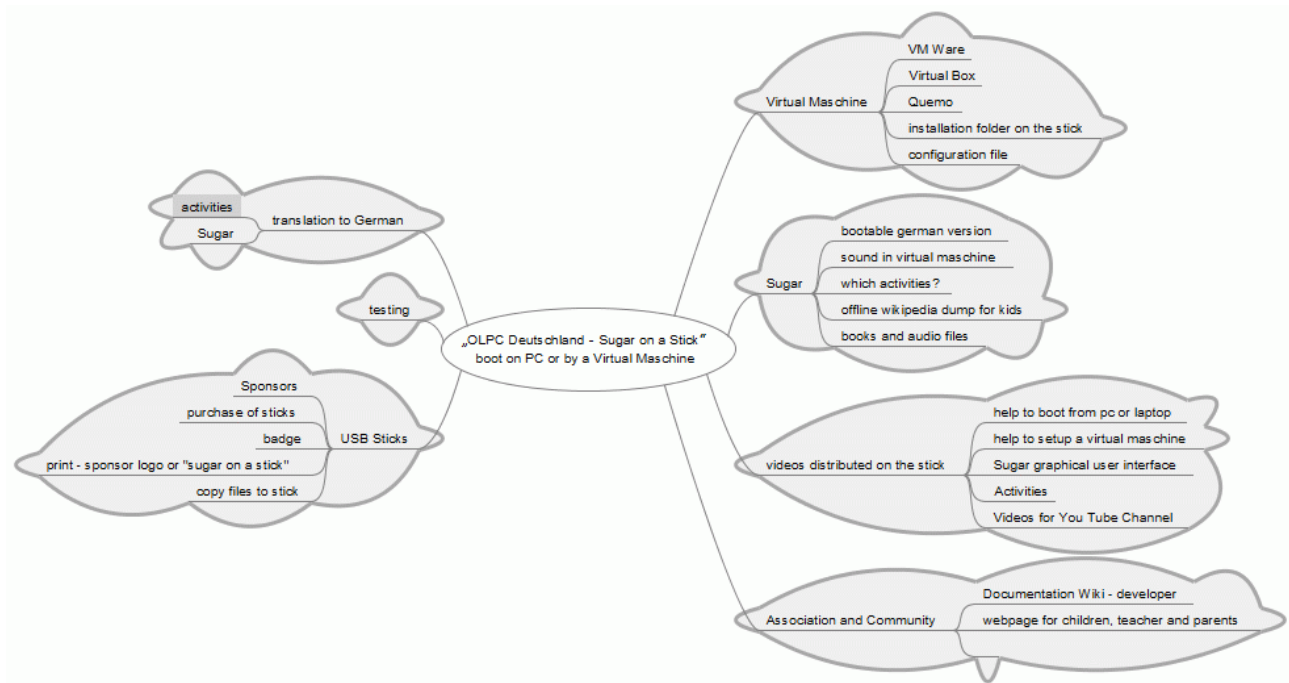 „OLPC Deutschland - Sugar on a Stick”
boot on PC or by a Virtual Maschine
Virtual Maschine
VM Ware
Virtual Box
Quemo
installation folder on the stick
configuration file
Sugar
bootable german version
sound in virtual maschine
which activities?
offline wikipedia dump for kids
books and audio files
videos distributed on the stick
help to boot from pc or laptop
help to setup a virtual maschine
Sugar graphical user interface
Activities
Videos for You Tube Channel
Association and Community
Documentation Wiki - developer
webpage for children, teacher and parents
translation to German
activities
Sugar
testing
USB Sticks
Sponsors
purchase of sticks
badge
print - sponsor logo or "sugar on a stick"
copy files to stick